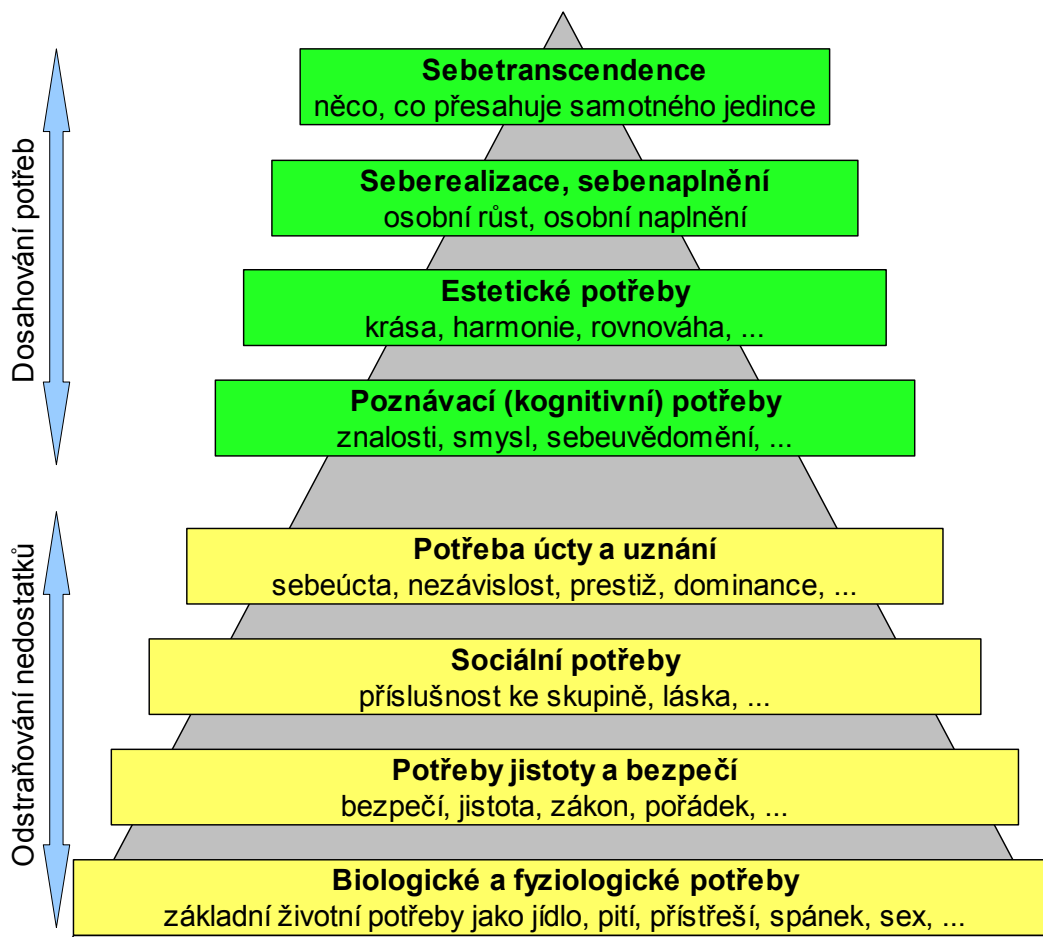 Sebetranscendence
něco, co přesahuje samotného jedince
Seberealizace, sebenaplnění
osobní růst, osobní naplnění
Estetické potřeby
krása, harmonie, rovnováha, ...
Poznávací (kognitivní) potřeby
znalosti, smysl, sebeuvědomění, ...
Dosahování potřeb
Potřeba úcty a uznání
sebeúcta, nezávislost, prestiž, dominance, ...
Sociální potřeby
příslušnost ke skupině, láska, ...
Potřeby jistoty a bezpečí
bezpečí, jistota, zákon, pořádek, ...
Biologické a fyziologické potřeby
základní životní potřeby jako jídlo, pití, přístřeší, spánek, sex, ...
Odstraňování nedostatků